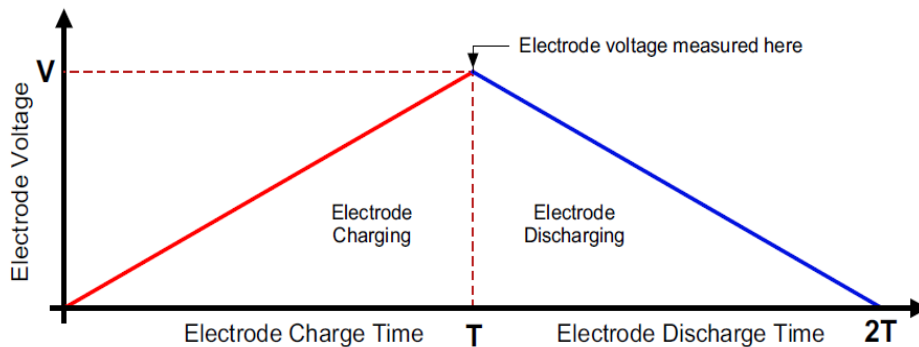 Electrode voltage measured here
V
Electrode Voltage
Electrode
Charging
Electrode
Discharging
Electrode Charge Time
T
Electrode Discharge Time
2T